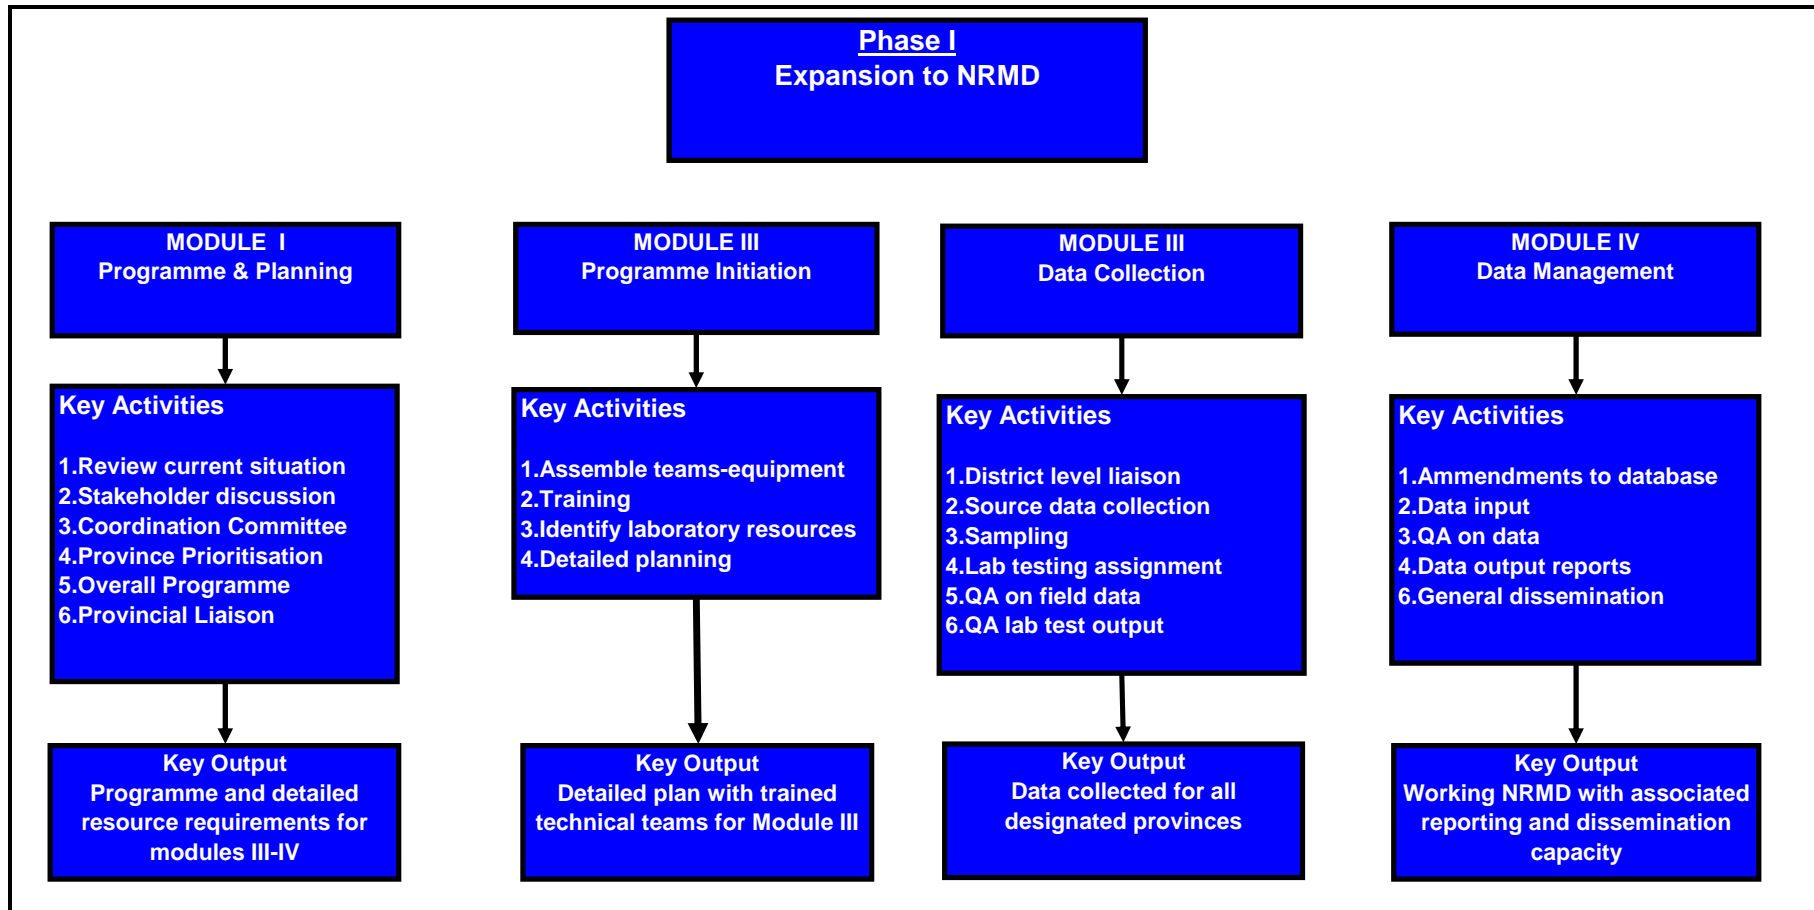 Phase I
Expansion to NRMD
MODULE  I
Programme & Planning
Key Activities
1.Review current situation
2.Stakeholder discussion
3.Coordination Committee
4.Province Prioritisation
5.Overall Programme
6.Provincial Liaison
Key Output
Programme and detailed
resource requirements for
modules III-IV
MODULE III
Programme Initiation
Key Activities
1.Assemble teams-equipment
2.Training
3.Identify laboratory resources
4.Detailed planning
Key Output
Detailed plan with trained
technical teams for Module III
MODULE III
Data Collection
Key Activities
1.District level liaison
2.Source data collection
3.Sampling
4.Lab testing assignment
5.QA on field data
6.QA lab test output
Key Output
Data collected for all
designated provinces
MODULE IV
Data Management
Key Activities
1.Ammendments to database
2.Data input
3.QA on data
4.Data output reports
6.General dissemination
Key Output
Working NRMD with associated
reporting and dissemination
capacity